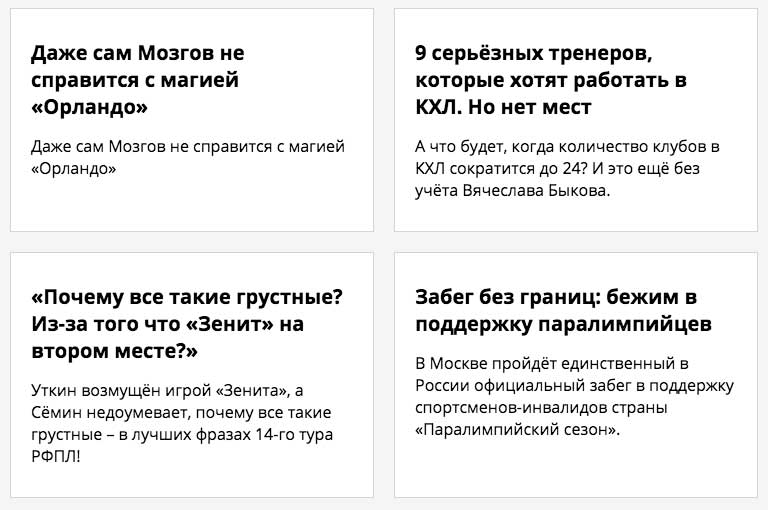 Даже сам Мозгов не
справится с магией
«Орландо»
Даже сам Мозгов не справится с магией
«Орландо»
9 серьёзных тренеров,
которые хотят работать в
КХЛ. Но нет мест
А что будет, когда количество клубов в
КХЛ сократится до 24? И это ещё без
учёта Вячеслава Быкова.
«Почему все такие грустные?
Из-за того что «Зенит» на
втором месте?»
Уткин возмущён игрой «Зенита», а
Сёмин недоумевает, почему все такие
грустные – в лучших фразах 14-го тура
РФПЛ!
Забег без границ: бежим в
поддержку паралимпийцев
В Москве пройдёт единственный в
России официальный забег в поддержку
спортсменов-инвалидов страны
«Паралимпийский сезон».